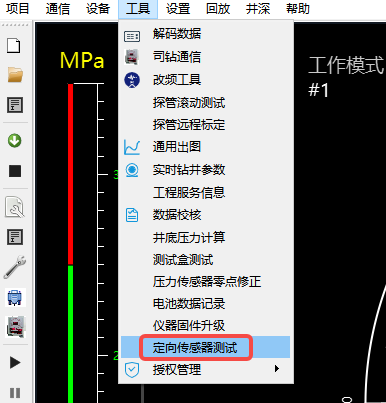 项目 通信 设备 工具 设置 回放 井深 帮助
解码数据
司钻通信
改频工具
探管滚动测试
探管远程标定
通用出图
实时钻井参数
工程服务信息
数据校核
井底压力计算
测试盒测试
压力传感器零点修正
电池数据记录
仪器固件升级
定向传感器测试
授权管理
MPa
工作模式
#1